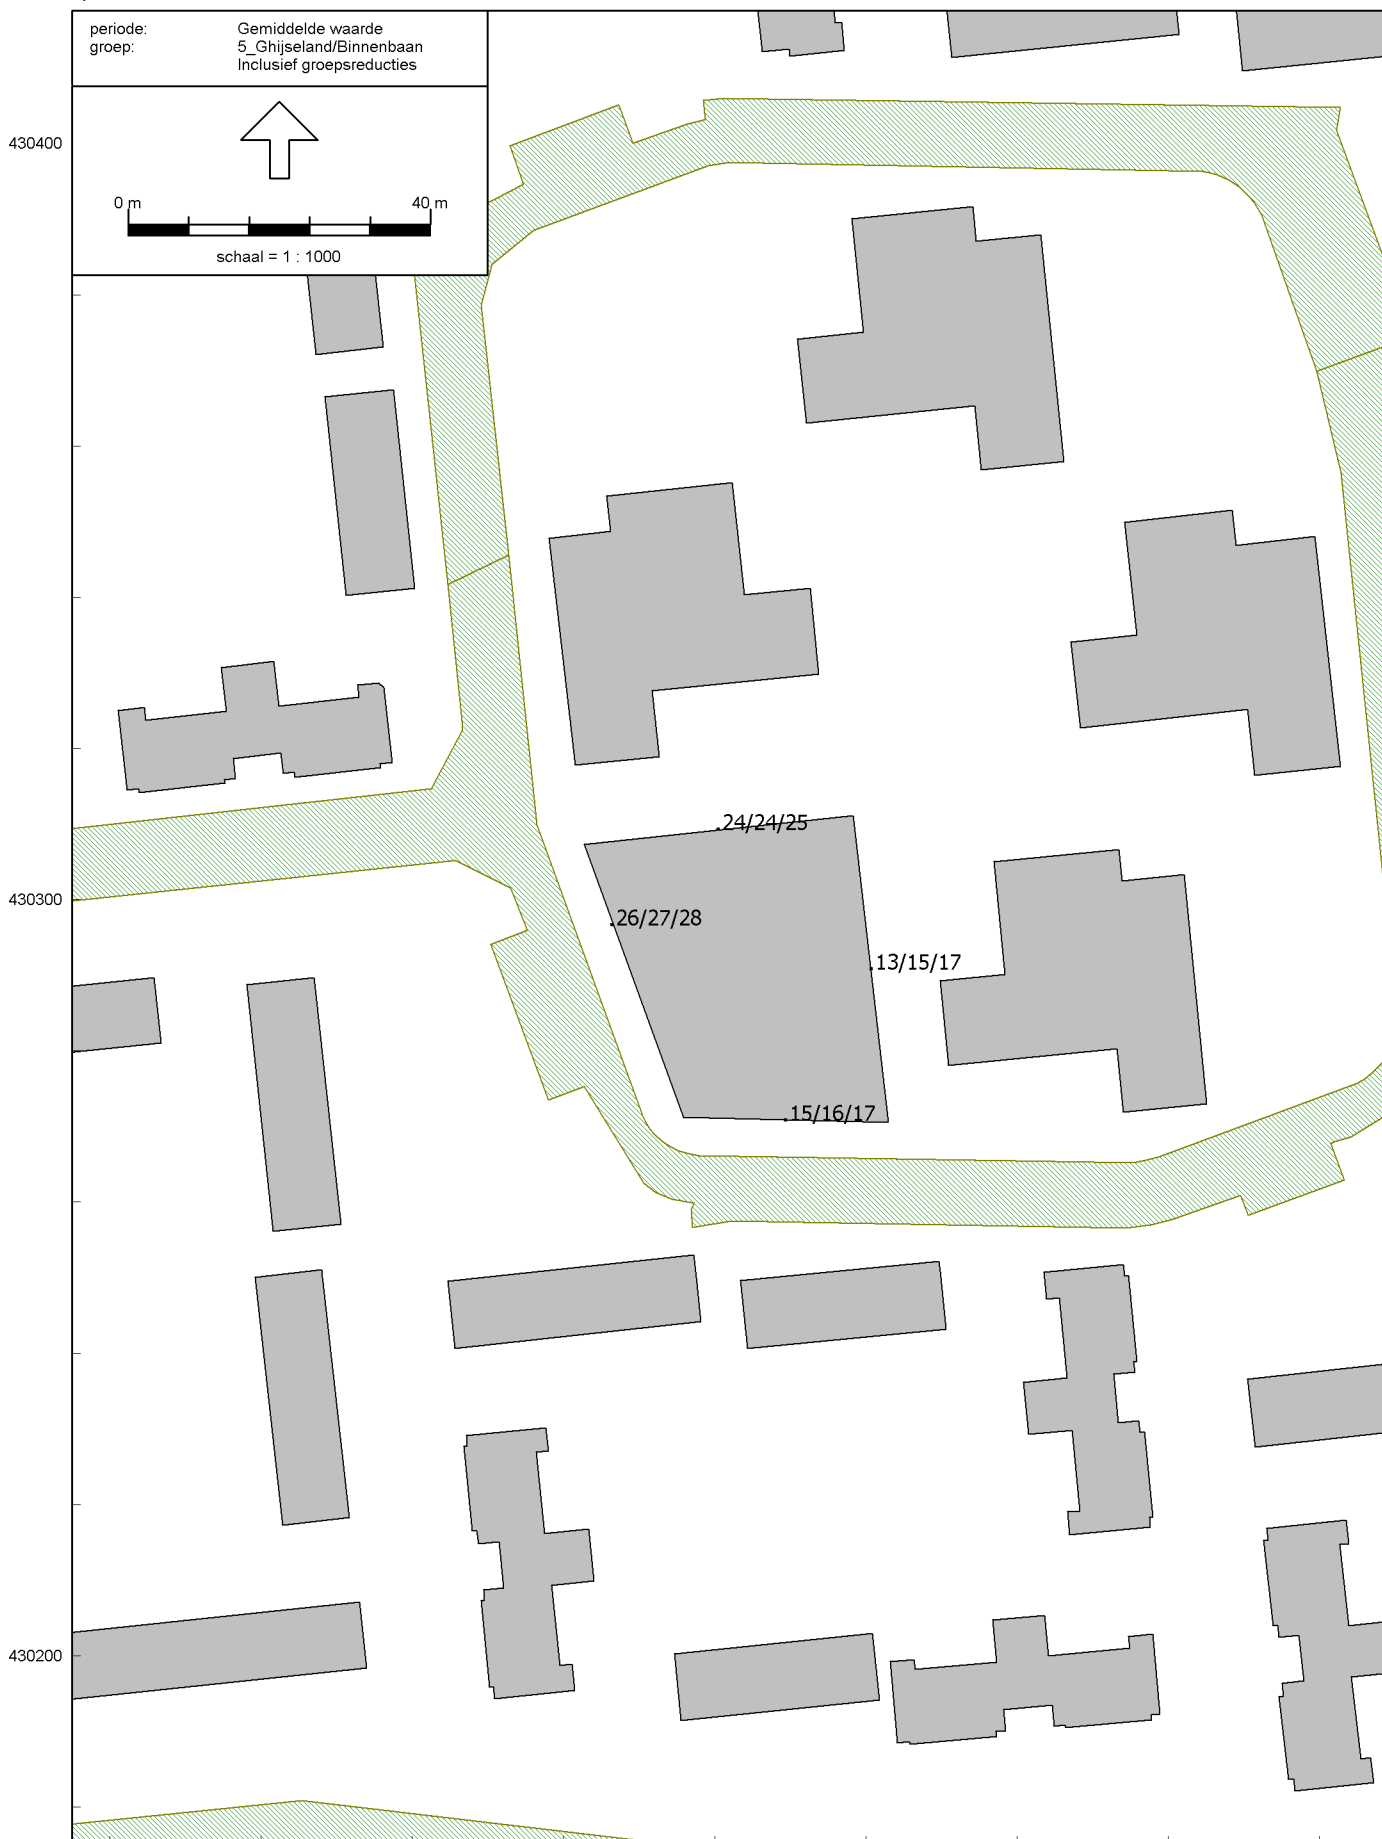 periode: Gemiddelde waarde
groep: 5_Ghijseland/Binnenbaan
Inclusief groepsreducties
430400
0 m 40 m
schaal = 1 : 1000
.24/24/25
430300
.26/27/28
.13/15/17
.15/16/17
430200